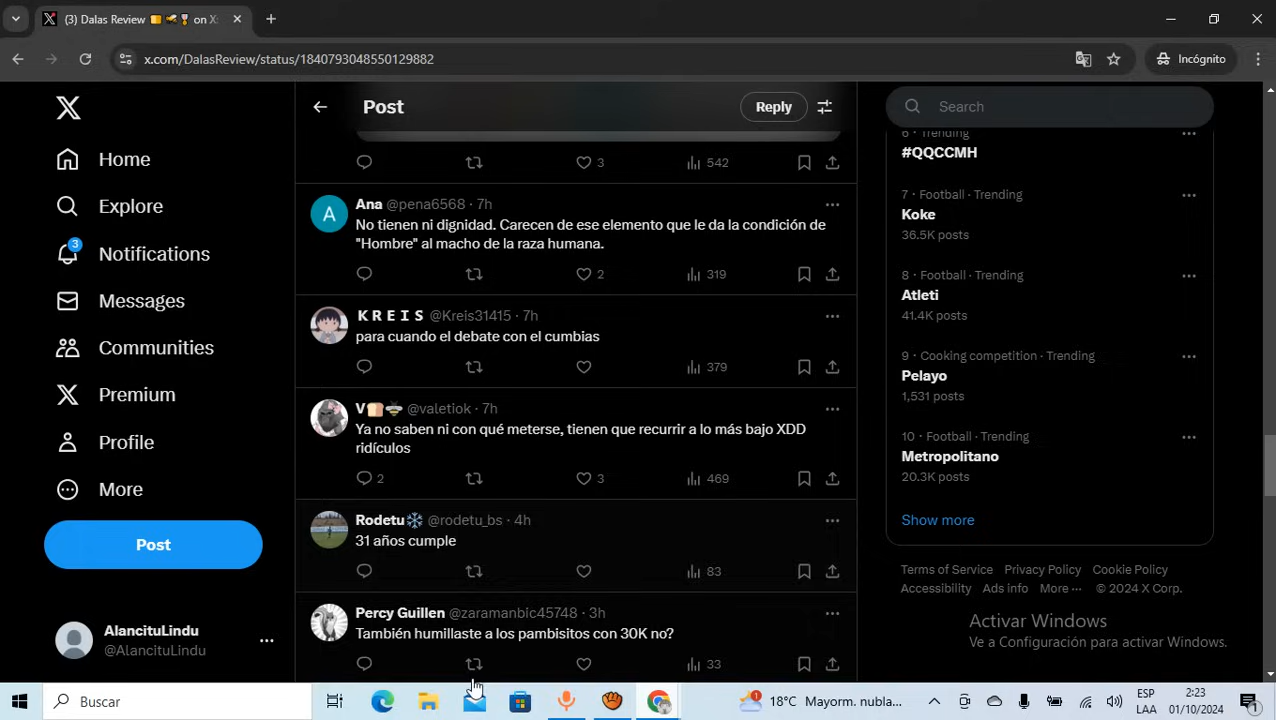 (3) Dalas Review on X
x.com/DalasReview/status/1840793048550129882
Incógnito
Home
Explore
3
Notifications
Messages
Communities
Premium
Profile
More
Post
AlancituLindu
@AlancituLindu
Post
Reply
3
542
Ana @pena6568 · 7h
No tienen ni dignidad. Carecen de ese elemento que le da la condición de
"Hombre" al macho de la raza humana.
2
319
K R E I S @Kreis31415 · 7h
para cuando el debate con el cumbias
379
V🍞🐝 @valetiok · 7h
Ya no saben ni con qué meterse, tienen que recurrir a lo más bajo XDD
ridículos
2
3
469
Rodetu❄️ @rodetu_bs · 4h
31 años cumple
83
Percy Guillen @zaramanbic45748 · 3h
También humillaste a los pambisitos con 30K no?
33
Search
6 · Trending
#QQCCMH
7 · Football · Trending
Koke
36.5K posts
8 · Football · Trending
Atleti
41.4K posts
9 · Cooking competition · Trending
Pelayo
1,531 posts
10 · Football · Trending
Metropolitano
20.3K posts
Show more
Terms of Service Privacy Policy Cookie Policy
Accessibility Ads info More ··· © 2024 X Corp.
Activar Windows
Ve a Configuración para activar Windows.
Buscar
1
18°C Mayorm. nubla...
ESP
LAA
2:23
01/10/2024
1